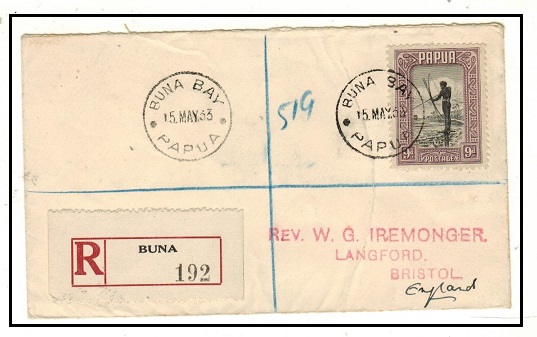 BUNA BAY
15.MAY.33
PAPUA
519
BUNA BAY
15.MAY.33
PAPUA
PAPUA
9D 9D
POSTAGE
R
BUNA
192
REV. W. G. IREMONGER.
LANGFORD.
BRISTOL.
England